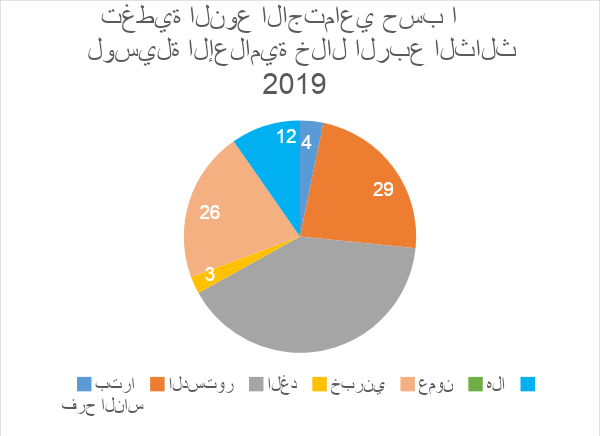 تغطية النوع الاجتماعي حسب ا
لوسيلة الإعلامية خلال الربع الثالث
2019
12 4
29
26
3
بترا الدستور الغد خبرني عمون هلا
فرح الناس